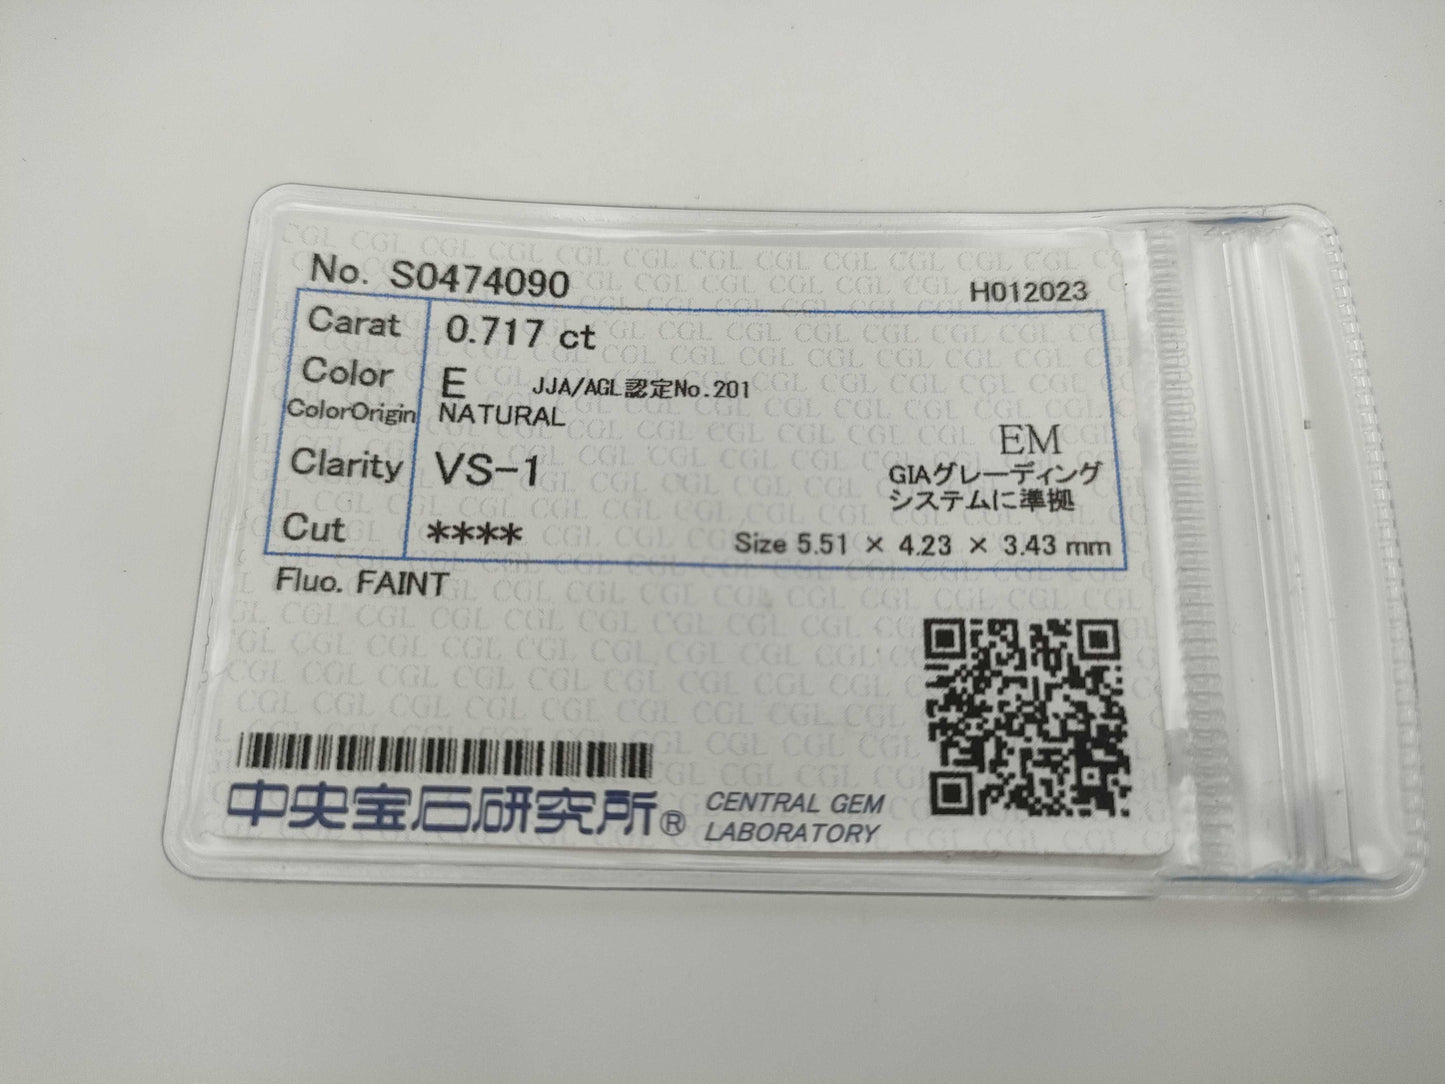 No. S0474090
H012023
Carat 0.717 ct
Color E JJA/AGL認定No.201
ColorOrigin NATURAL
Clarity VS-1
EM
GIAグレーディング
システムに準拠
Cut ****
Size 5.51 × 4.23 × 3.43 mm
Fluo. FAINT
中央宝石研究所® CENTRAL GEM
LABORATORY